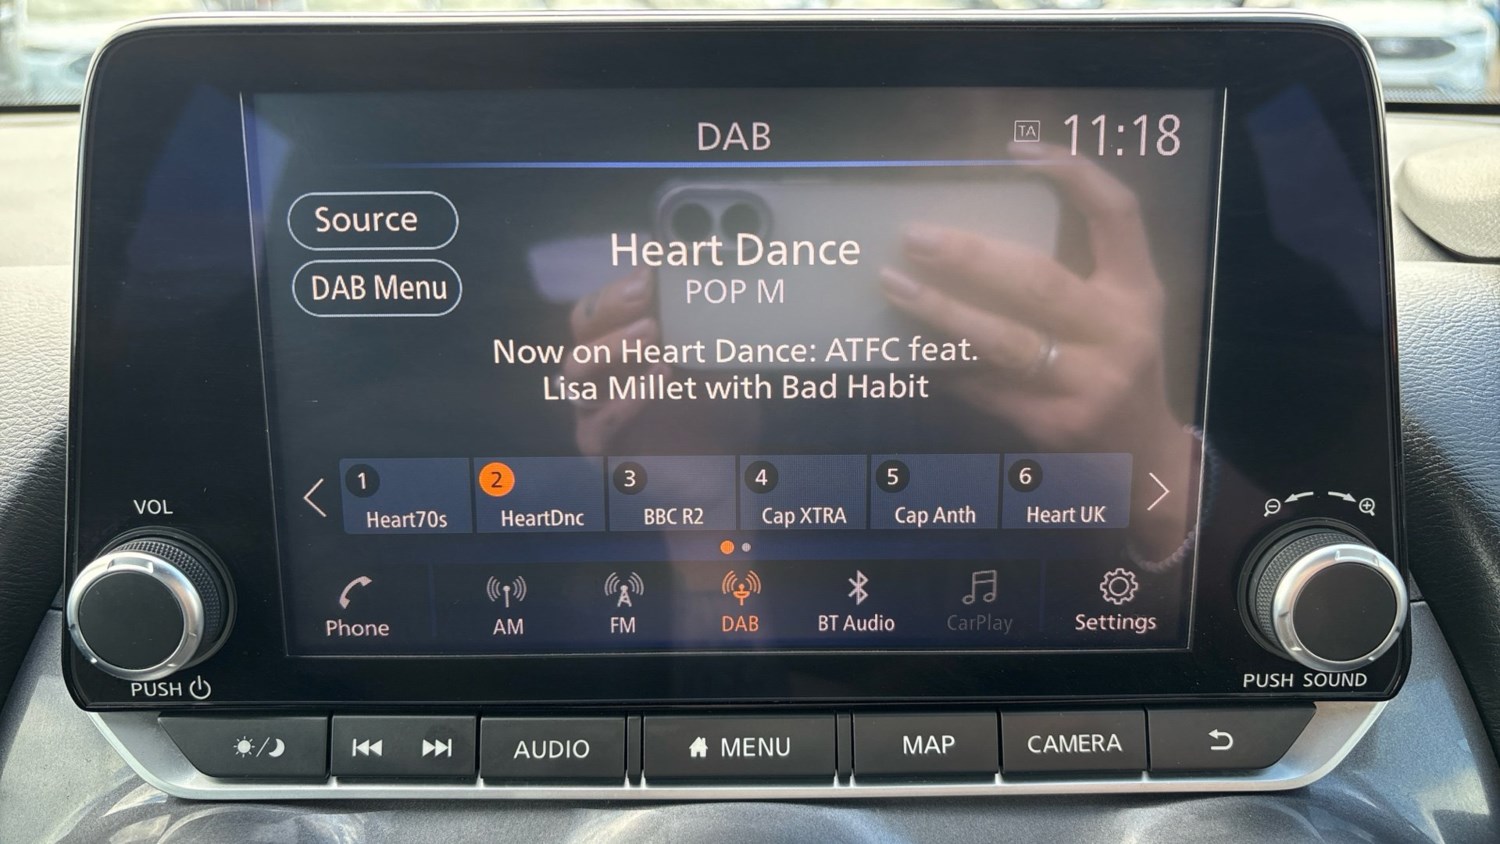 DAB
TA 11:18
Source
DAB Menu
Heart Dance
POP M
Now on Heart Dance: ATFC feat.
Lisa Millet with Bad Habit
1 Heart70s
2 HeartDnc
3 BBC R2
4 Cap XTRA
5 Cap Anth
6 Heart UK
Phone
AM
FM
DAB
BT Audio
CarPlay
Settings
VOL
PUSH
PUSH SOUND
AUDIO
MENU
MAP
CAMERA